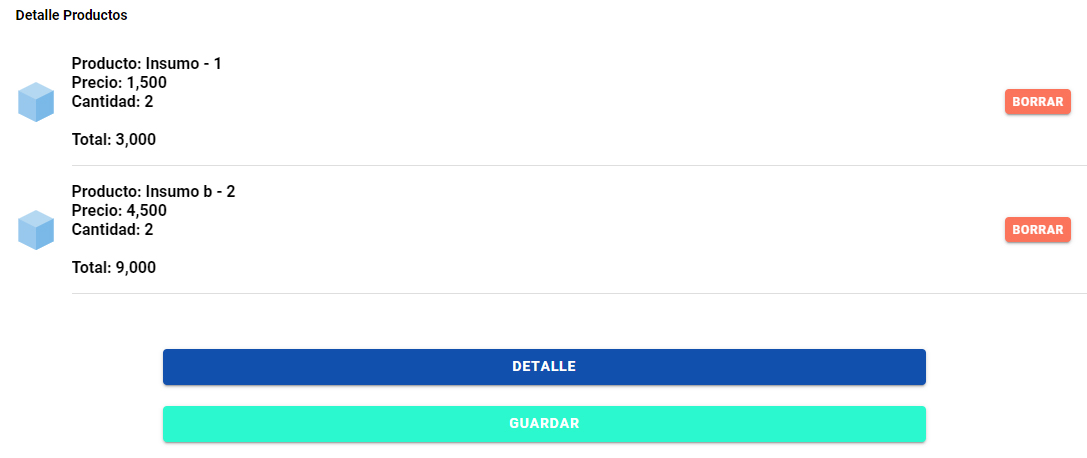 Detalle Productos
Producto: Insumo - 1
Precio: 1,500
Cantidad: 2
BORRAR
Total: 3,000
Producto: Insumo b - 2
Precio: 4,500
Cantidad: 2
BORRAR
Total: 9,000
DETALLE
GUARDAR